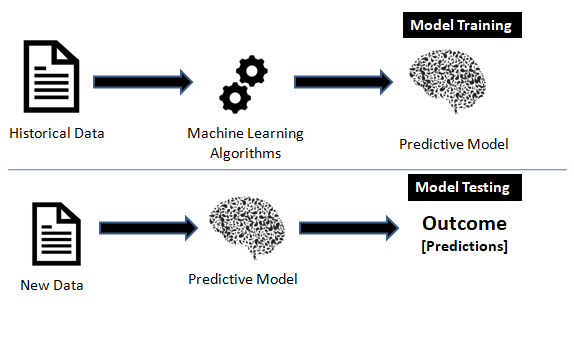 Model Training
Historical Data
Machine Learning
Algorithms
Predictive Model
Model Testing
New Data
Predictive Model
Outcome
[Predictions]